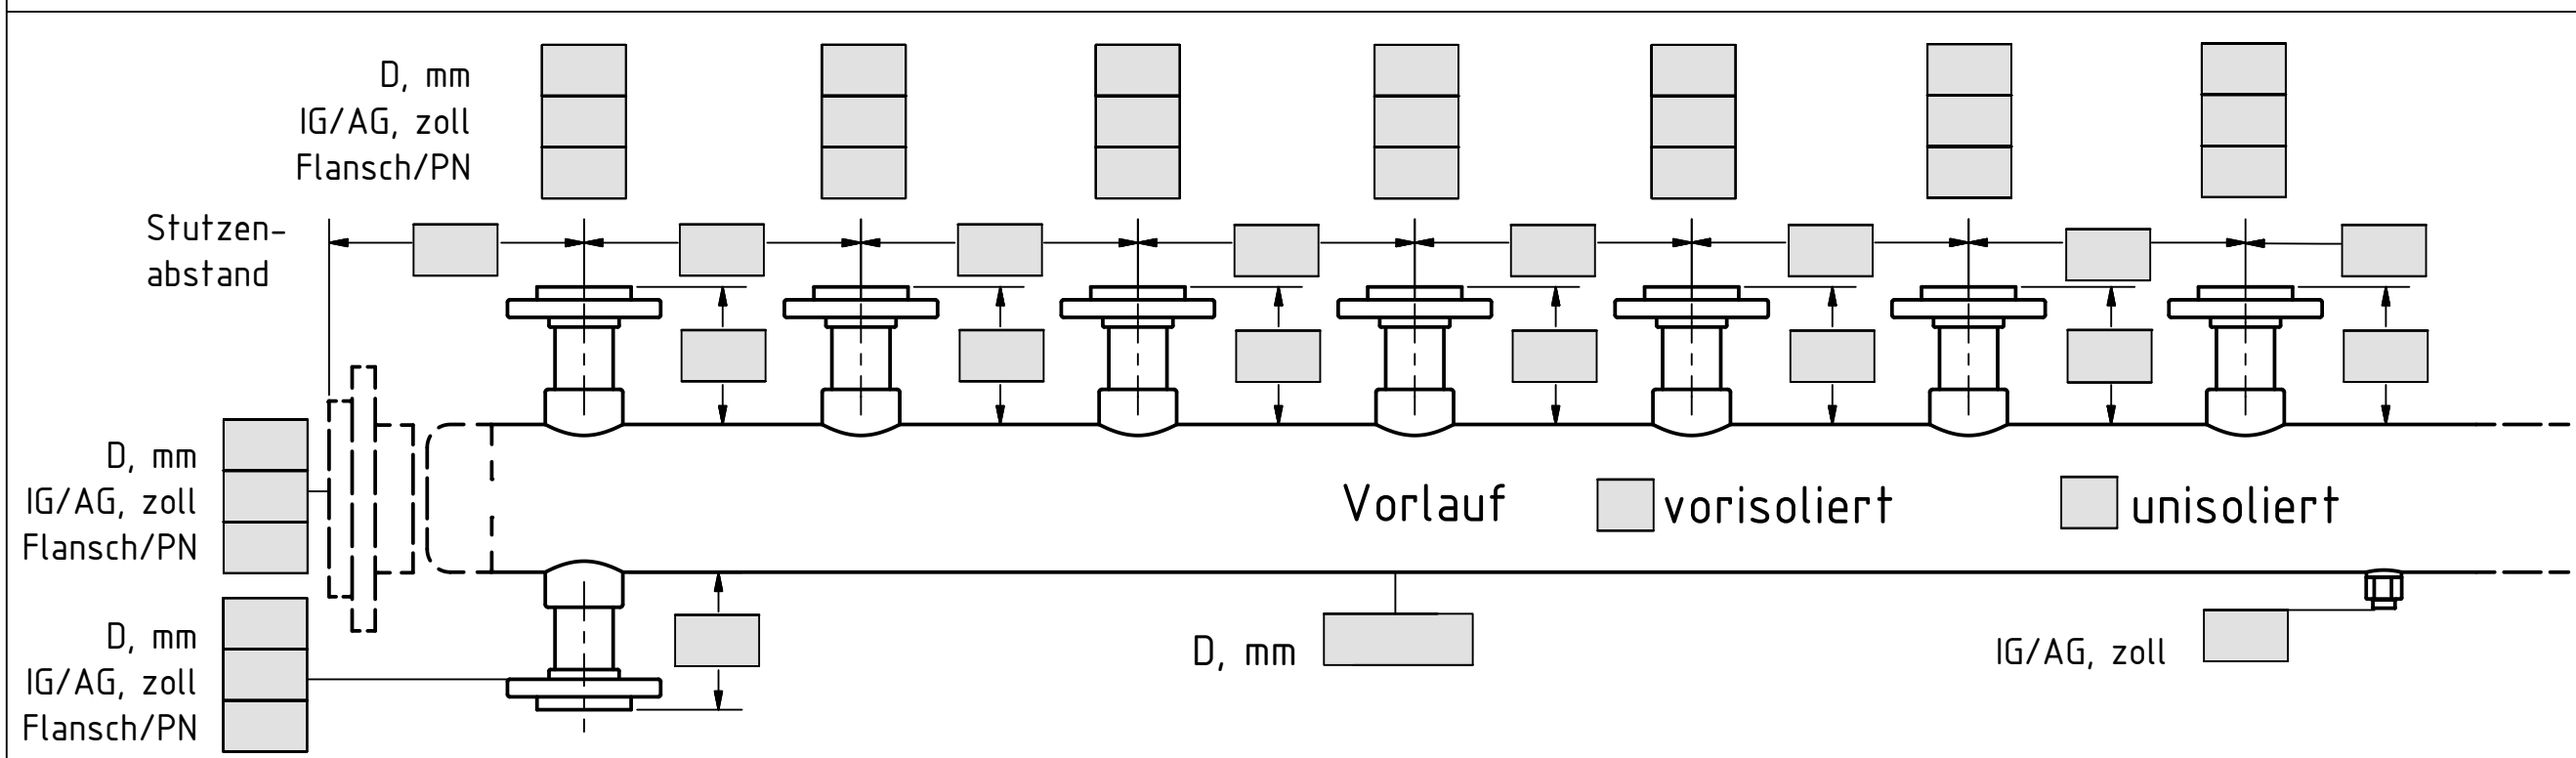 D, mm
IG/AG, zoll
Flansch/PN
Stutzen-
abstand
D, mm
IG/AG, zoll
Flansch/PN
Vorlauf vorisoliert unisoliert
D, mm
IG/AG, zoll
Flansch/PN
D, mm
IG/AG, zoll